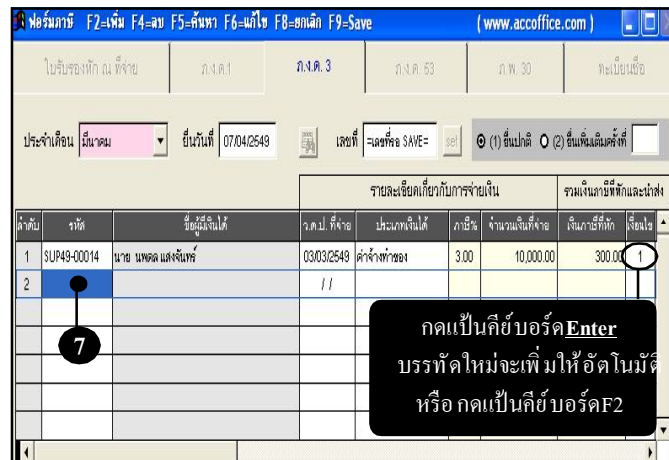 ฟอร์มภาษี F2=เพิ่ม F4=ลบ F5=ค้นหา F6=แก้ไข F8=ยกเลิก F9=Save ( www.accoffice.com )
ใบรับรองหัก ณ ที่จ่าย ภ.ง.ด.1 ภ.ง.ด. 3 ภ.ง.ด. 53 ภ.พ. 30 ทะเบียนชื่อ
ประจำเดือน มีนาคม ยื่นวันที่ 07/04/2549 เลขที่ =เลขที่รอ SAVE= set (1) ยื่นปกติ (2) ยื่นเพิ่มเติมครั้งที่
รายละเอียดเกี่ยวกับการจ่ายเงิน รวมเงินภาษีที่หักและนำส่ง
ลำดับ รหัส ชื่อผู้มีเงินได้ ว.ด.ป. ที่จ่าย ประเภทเงินได้ ภาษี% จำนวนเงินที่จ่าย เงินภาษีที่หัก เงื่อนไข
1 SUP49-00014 นาย นพดล แสงจันทร์ 03/03/2549 ค่าจ้างทำของ 3.00 10,000.00 300.00 1
2 / /
7
กดแป้นคีย์บอร์ดEnter
บรรทัดใหม่จะเพิ่มให้อัตโนมัติ
หรือ กดแป้นคีย์บอร์ดF2